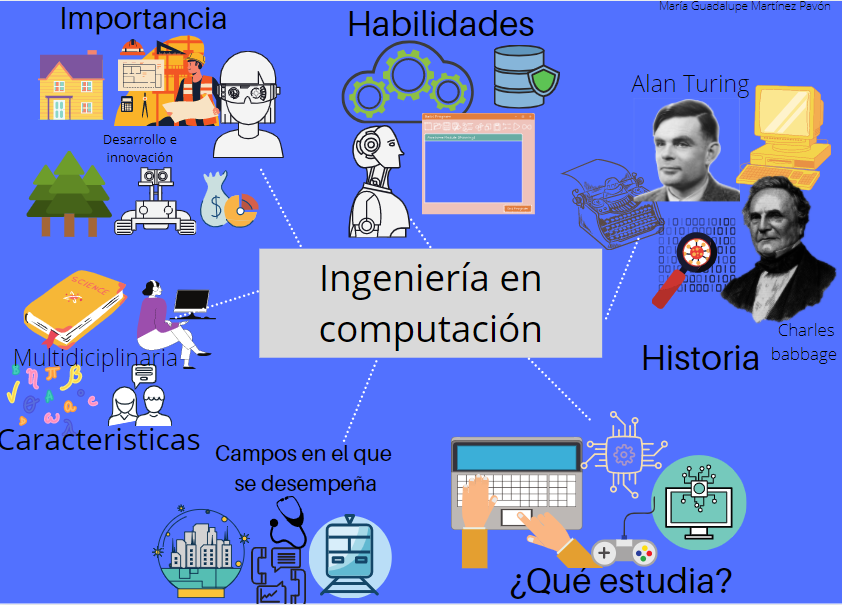 María Guadalupe Martínez Pavón
Importancia
Habilidades
Alan Turing
Desarrollo e
innovación
Ingeniería en
computación
SCIENCE
Multidiciplinaria
Caracteristicas
Charles
babbage
Historia
Campos en el que
se desempeña
¿Qué estudia?